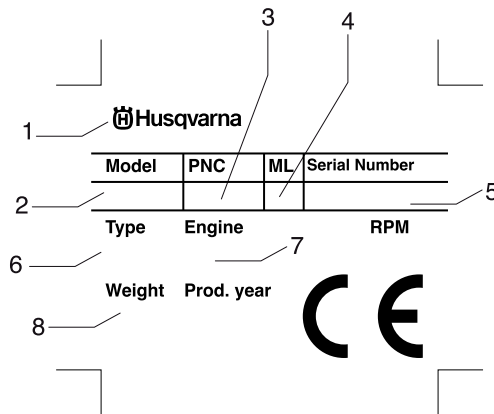 3 4
1 Husqvarna
Model PNC ML Serial Number
2 5
Type Engine RPM
6 7
Weight Prod. year
8 CE